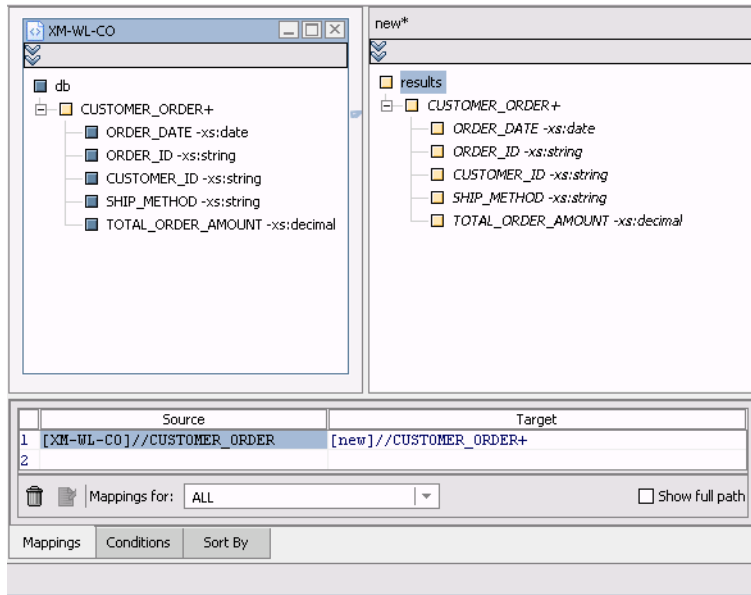 XM-WL-CO
new*
db
CUSTOMER_ORDER+
ORDER_DATE -xs:date
ORDER_ID -xs:string
CUSTOMER_ID -xs:string
SHIP_METHOD -xs:string
TOTAL_ORDER_AMOUNT -xs:decimal
results
CUSTOMER_ORDER+
ORDER_DATE -xs:date
ORDER_ID -xs:string
CUSTOMER_ID -xs:string
SHIP_METHOD -xs:string
TOTAL_ORDER_AMOUNT -xs:decimal
Source Target
1 [XM-WL-CO]//CUSTOMER_ORDER [new]//CUSTOMER_ORDER+
2
Mappings for: ALL Show full path
Mappings Conditions Sort By